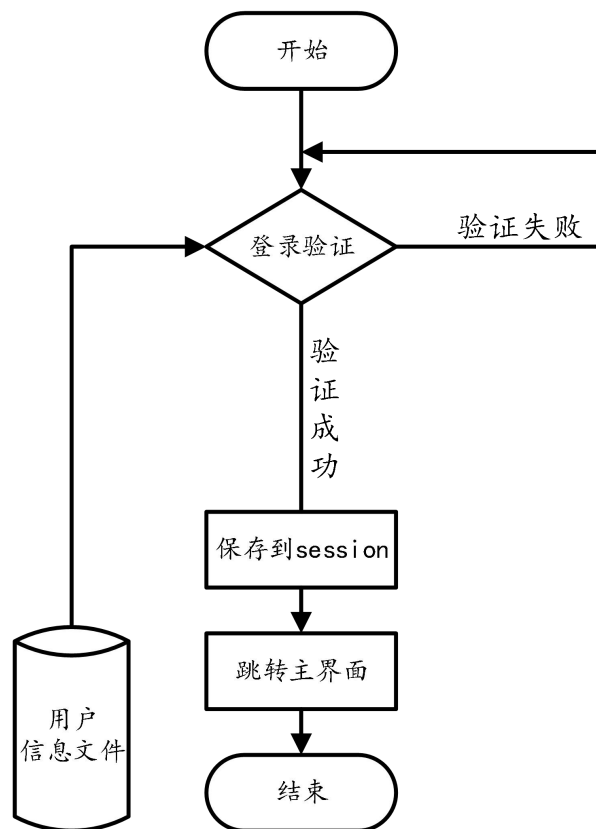 开始
登录验证
验证失败
验
证
成
功
保存到session
跳转主界面
用户
信息文件
结束